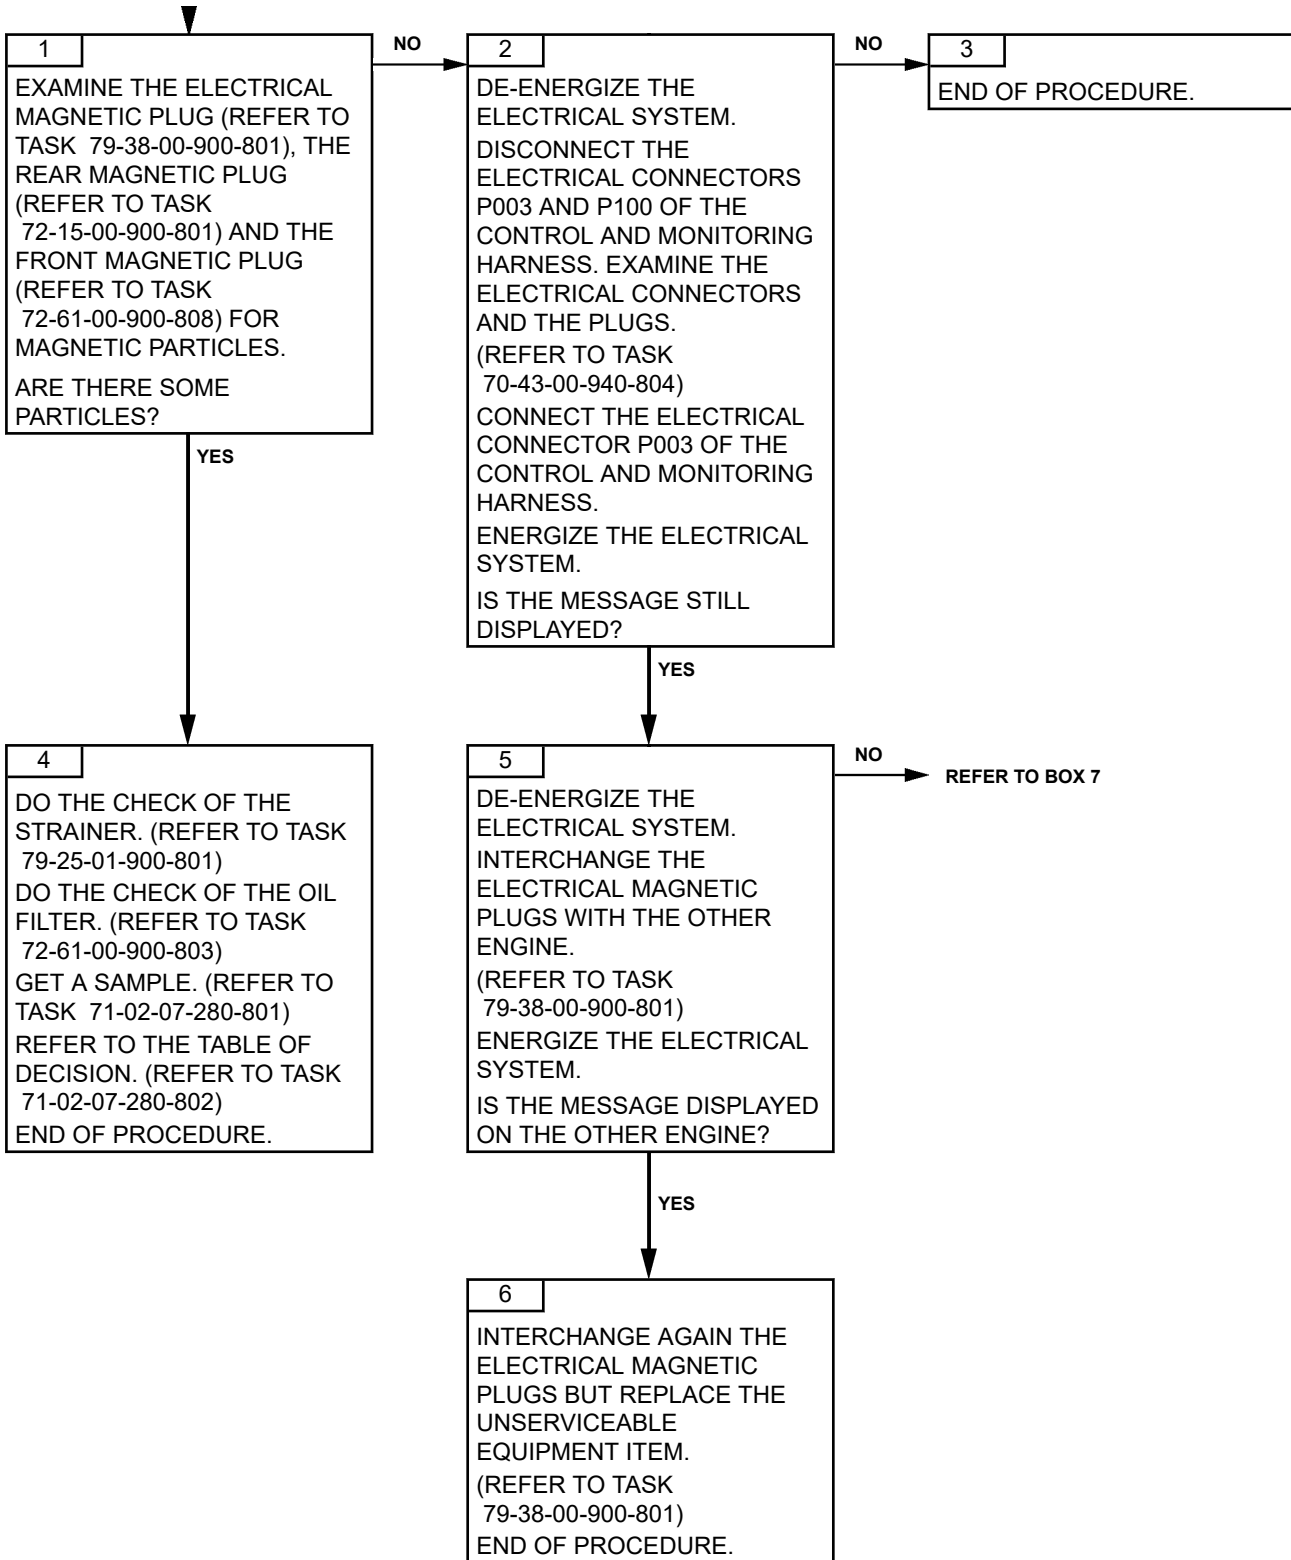 1
EXAMINE THE ELECTRICAL
MAGNETIC PLUG (REFER TO
TASK 79-38-00-900-801), THE
REAR MAGNETIC PLUG
(REFER TO TASK
72-15-00-900-801) AND THE
FRONT MAGNETIC PLUG
(REFER TO TASK
72-61-00-900-808) FOR
MAGNETIC PARTICLES.
ARE THERE SOME
PARTICLES?
NO
YES
2
DE-ENERGIZE THE
ELECTRICAL SYSTEM.
DISCONNECT THE
ELECTRICAL CONNECTORS
P003 AND P100 OF THE
CONTROL AND MONITORING
HARNESS. EXAMINE THE
ELECTRICAL CONNECTORS
AND THE PLUGS.
(REFER TO TASK
70-43-00-940-804)
CONNECT THE ELECTRICAL
CONNECTOR P003 OF THE
CONTROL AND MONITORING
HARNESS.
ENERGIZE THE ELECTRICAL
SYSTEM.
IS THE MESSAGE STILL
DISPLAYED?
NO
YES
3
END OF PROCEDURE.
4
DO THE CHECK OF THE
STRAINER. (REFER TO TASK
79-25-01-900-801)
DO THE CHECK OF THE OIL
FILTER. (REFER TO TASK
72-61-00-900-803)
GET A SAMPLE. (REFER TO
TASK 71-02-07-280-801)
REFER TO THE TABLE OF
DECISION. (REFER TO TASK
71-02-07-280-802)
END OF PROCEDURE.
5
DE-ENERGIZE THE
ELECTRICAL SYSTEM.
INTERCHANGE THE
ELECTRICAL MAGNETIC
PLUGS WITH THE OTHER
ENGINE.
(REFER TO TASK
79-38-00-900-801)
ENERGIZE THE ELECTRICAL
SYSTEM.
IS THE MESSAGE DISPLAYED
ON THE OTHER ENGINE?
NO
REFER TO BOX 7
YES
6
INTERCHANGE AGAIN THE
ELECTRICAL MAGNETIC
PLUGS BUT REPLACE THE
UNSERVICEABLE
EQUIPMENT ITEM.
(REFER TO TASK
79-38-00-900-801)
END OF PROCEDURE.